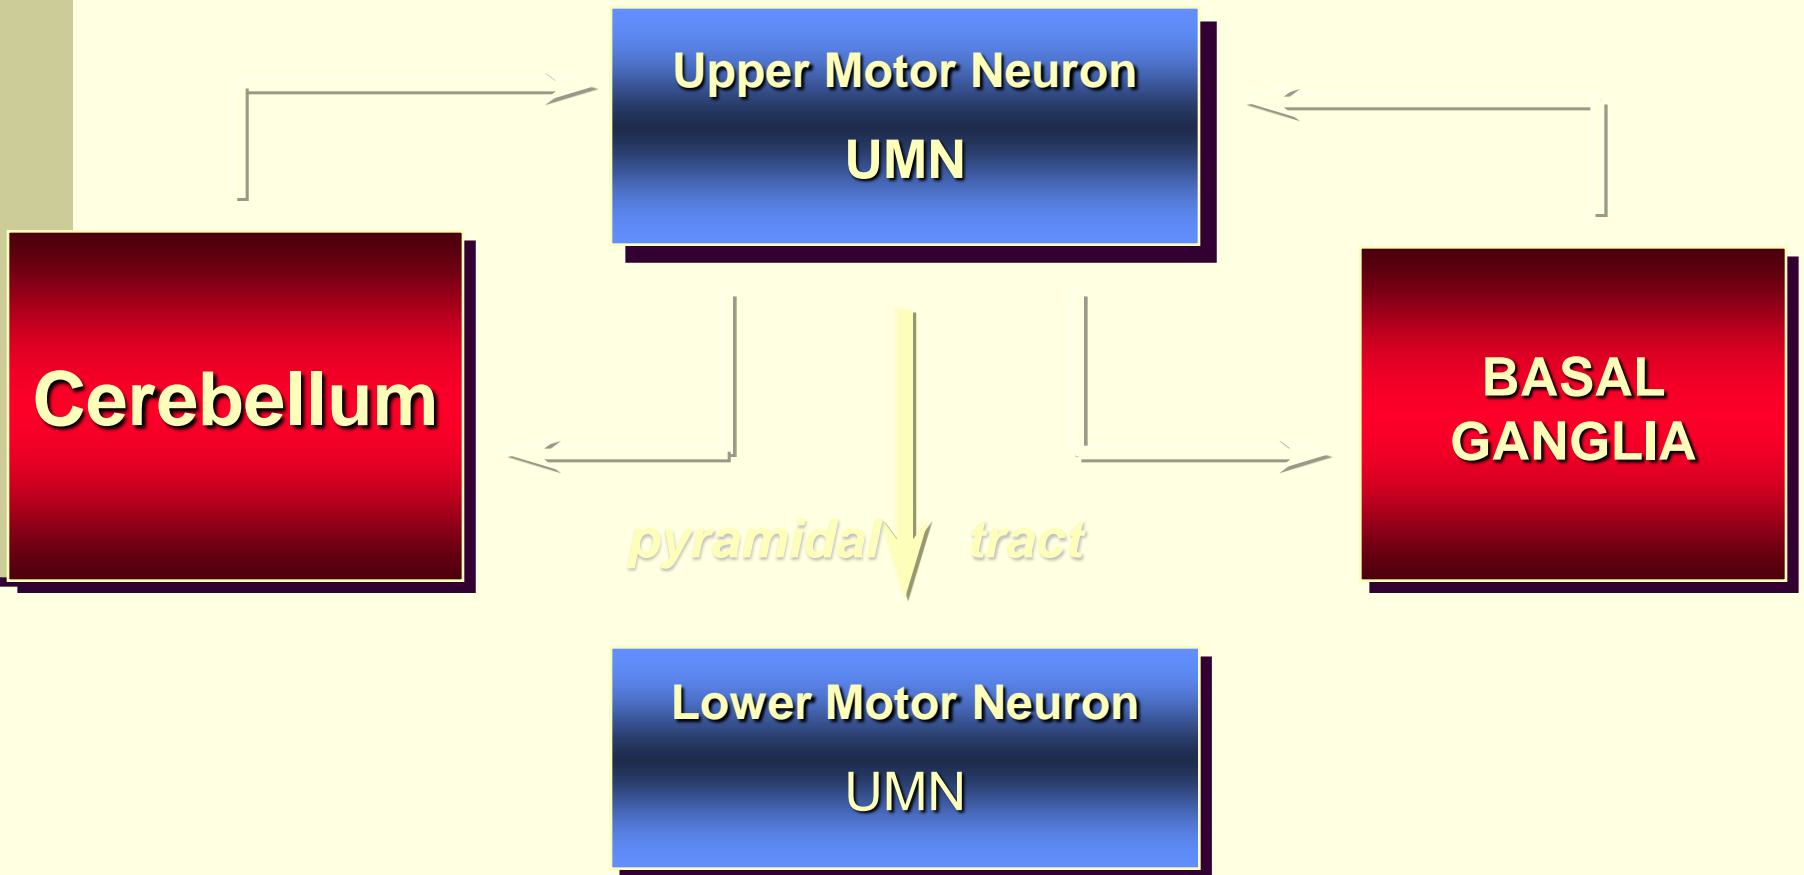 Upper Motor Neuron
UMN
Cerebellum
BASAL
GANGLIA
pyramidal tract
Lower Motor Neuron
UMN